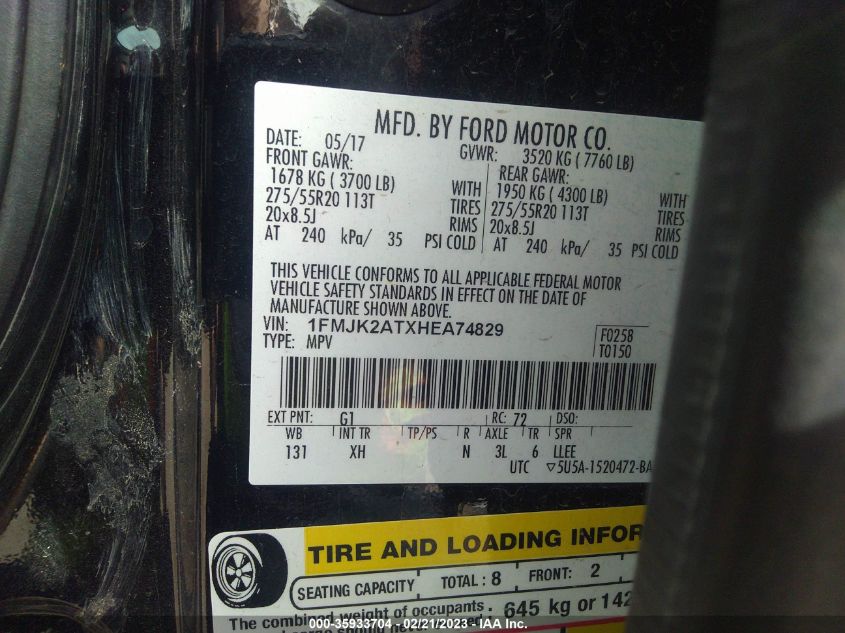 MFD. BY FORD MOTOR CO.
DATE: 05/17 GVWR: 3520 KG ( 7760 LB)
FRONT GAWR: REAR GAWR:
1678 KG ( 3700 LB) WITH 1950 KG ( 4300 LB) WITH
275/55R20 113T TIRES 275/55R20 113T TIRES
20x8.5J RIMS 20x8.5J RIMS
AT 240 kPa/ 35 PSI COLD AT 240 kPa/ 35 PSI COLD
THIS VEHICLE CONFORMS TO ALL APPLICABLE FEDERAL MOTOR
VEHICLE SAFETY STANDARDS IN EFFECT ON THE DATE OF
MANUFACTURE SHOWN ABOVE.
VIN: 1FMJK2ATXHEA74829
TYPE: MPV
F0258
T0150
EXT PNT: G1 RC: 72 DSO:
WB INT TR TP/PS R AXLE TR SPR
131 XH N 3L 6 LLEE
UTC ▽5U5A-1520472-BA
TIRE AND LOADING INFOR
SEATING CAPACITY TOTAL : 8 FRONT: 2
The combined weight of occupants 645 kg or 142
000-35933704 - 02/21/2023 - IAA Inc.